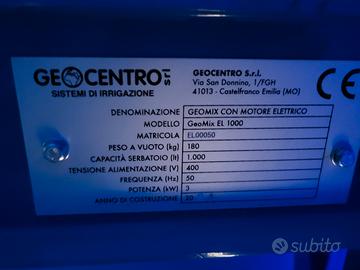 GEOCENTRO srl
SISTEMI DI IRRIGAZIONE
GEOCENTRO S.r.l.
Via San Donnino, 1/FGH
41013 - Castelfranco Emilia (MO)
CE
DENOMINAZIONE GEOMIX CON MOTORE ELETTRICO
MODELLO GeoMix EL 1000
MATRICOLA EL00050
PESO A VUOTO (kg) 180
CAPACITÀ SERBATOIO (lt) 1.000
TENSIONE ALIMENTAZIONE (V) 400
FREQUENZA (Hz) 50
POTENZA (kW) 3
ANNO DI COSTRUZIONE
subito